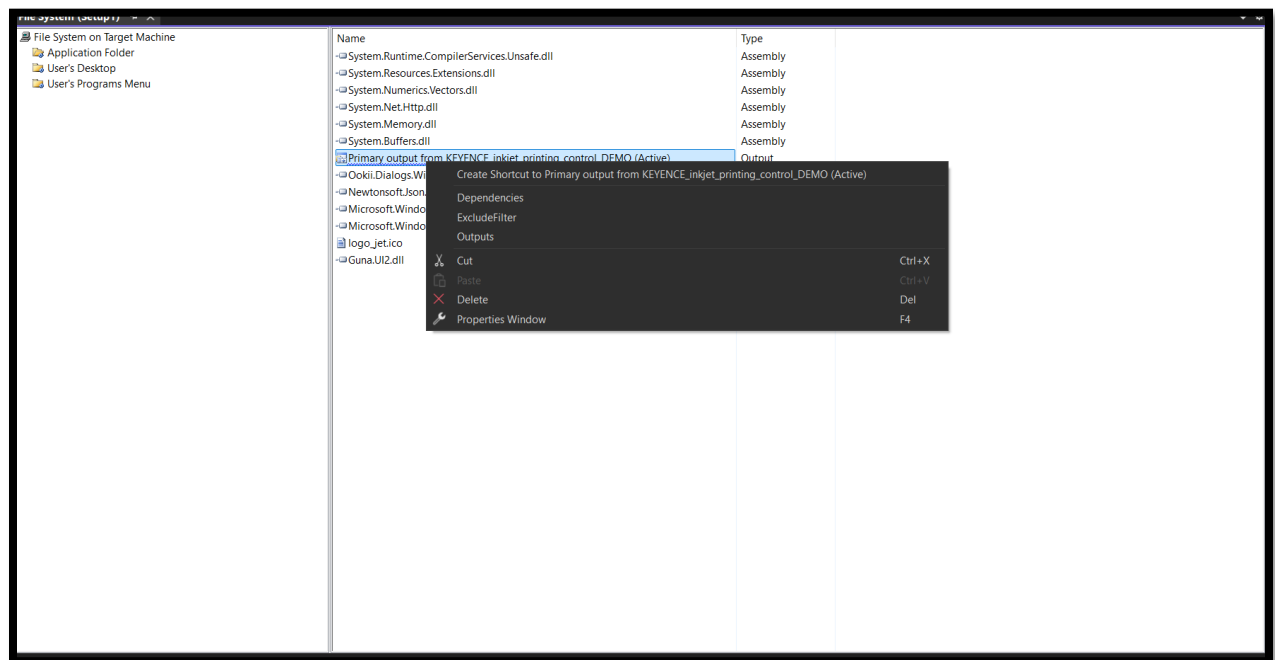 File System (Setup1)
File System on Target Machine
Application Folder
User's Desktop
User's Programs Menu
Name Type
System.Runtime.CompilerServices.Unsafe.dll Assembly
System.Resources.Extensions.dll Assembly
System.Numerics.Vectors.dll Assembly
System.Net.Http.dll Assembly
System.Memory.dll Assembly
System.Buffers.dll Assembly
Primary output from KEYENCE_inkjet_printing_control_DEMO (Active) Output
Ookii.Dialogs.Wi
Newtonsoft.Json.
Microsoft.Windo
Microsoft.Windo
logo_jet.ico
Guna.UI2.dll
Create Shortcut to Primary output from KEYENCE_inkjet_printing_control_DEMO (Active)
Dependencies
ExcludeFilter
Outputs
Cut Ctrl+X
Paste Ctrl+V
Delete Del
Properties Window F4